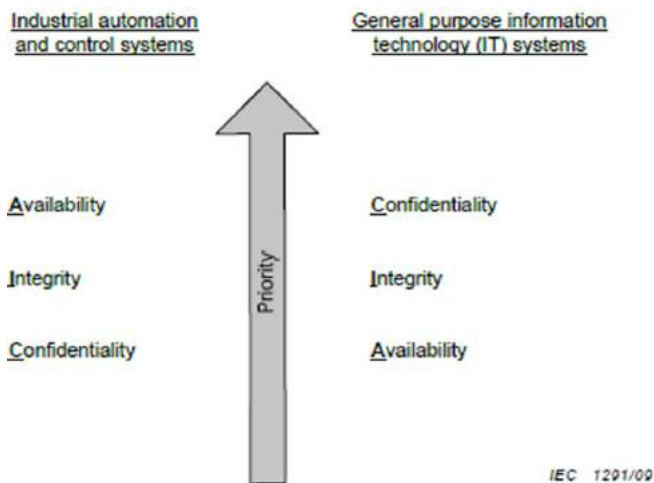 Industrial automation
and control systems
General purpose information
technology (IT) systems
Availability
Integrity
Confidentiality
Priority
Confidentiality
Integrity
Availability
IEC 1291/09